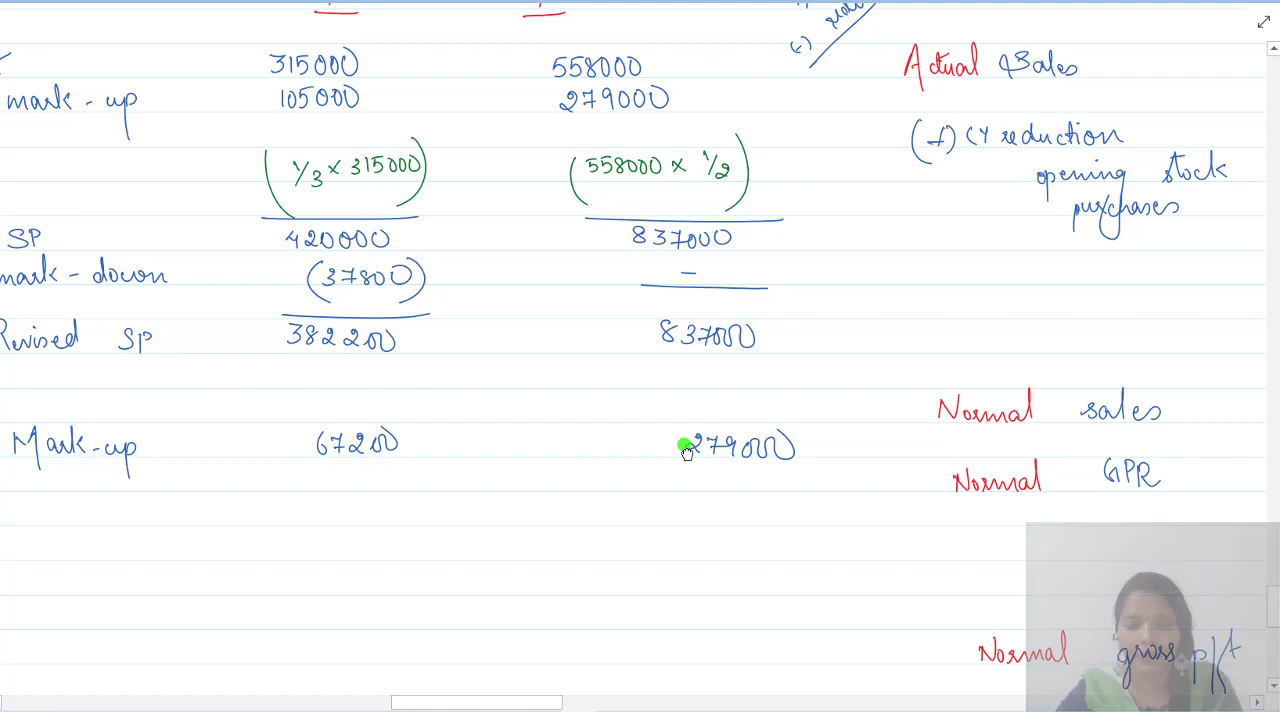 315000 558000 Actual Sales
mark-up 105000 279000
(1/3 × 315000) (558000 × 1/2) (+) CY reduction
opening stock
purchases
SP 420000 837000
mark-down (37800) –
Revised SP 382200 837000
Normal sales
Mark-up 67200 279000
Normal GPR
Normal gross p/t